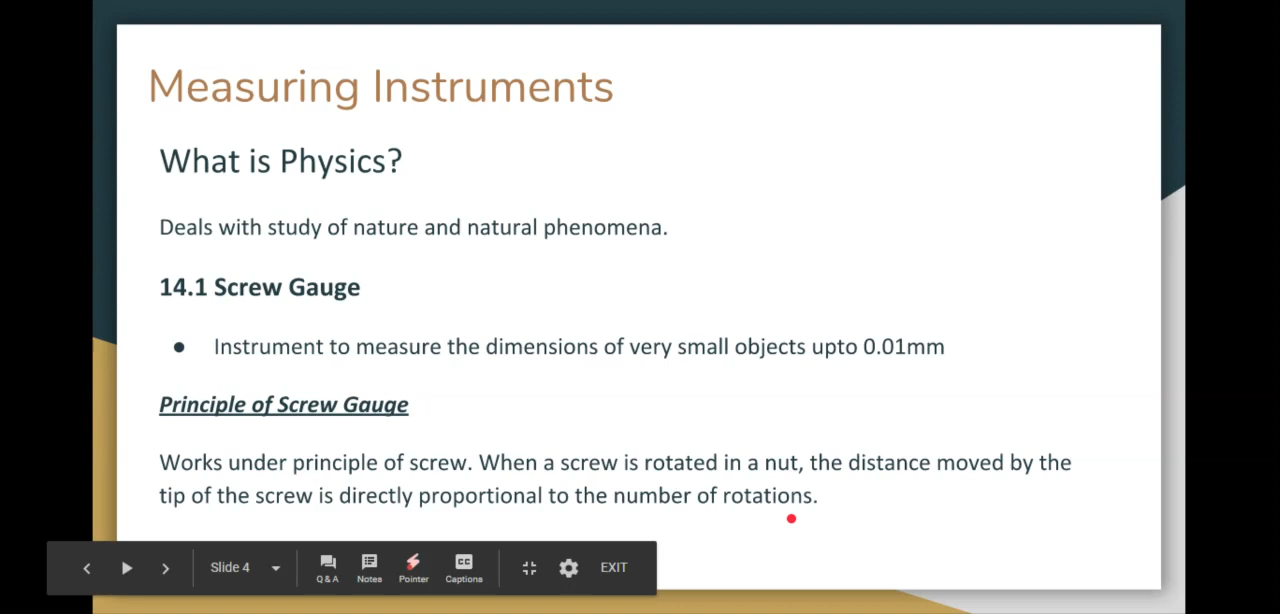 Measuring Instruments
What is Physics?
Deals with study of nature and natural phenomena.
14.1 Screw Gauge
● Instrument to measure the dimensions of very small objects upto 0.01mm
Principle of Screw Gauge
Works under principle of screw. When a screw is rotated in a nut, the distance moved by the
tip of the screw is directly proportional to the number of rotations.
Slide 4
Q & A Notes Pointer Captions
EXIT